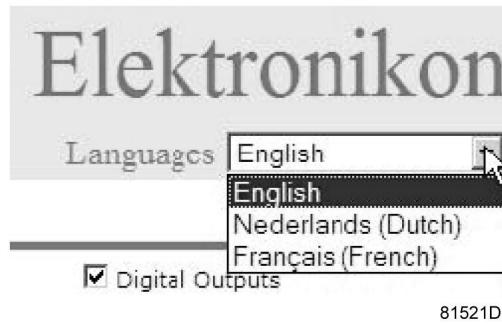 Elektronikon
Languages English
English
Nederlands (Dutch)
Français (French)
Digital Outputs
81521D